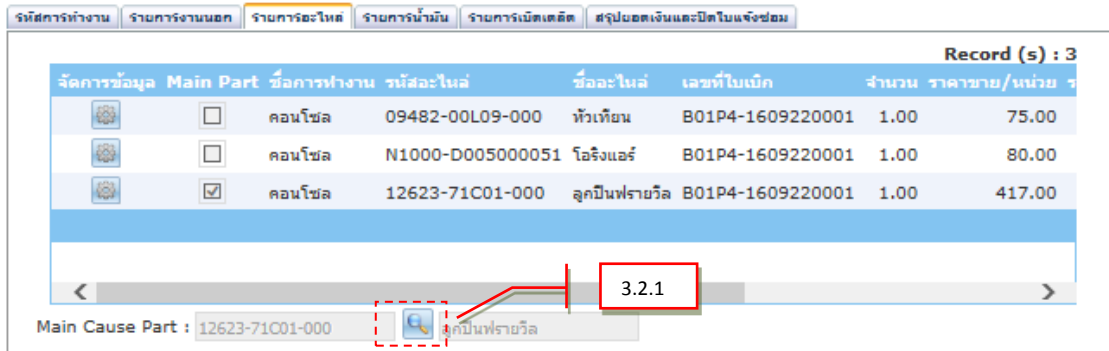 รหัสการทำงาน รายการงานนอก รายการอะไหล่ รายการน้ำมัน รายการเบ็ดเตล็ด สรุปยอดเงินและปิดใบแจ้งซ่อม
Record (s) : 3
จัดการข้อมูล Main Part ชื่อการทำงาน รหัสอะไหล่ ชื่ออะไหล่ เลขที่ใบเบิก จำนวน ราคาขาย/หน่วย
คอนโซล 09482-00L09-000 หัวเทียน B01P4-1609220001 1.00 75.00
คอนโซล N1000-D005000051 โอริงแอร์ B01P4-1609220001 1.00 80.00
คอนโซล 12623-71C01-000 ลูกปืนฟรายวีล B01P4-1609220001 1.00 417.00
3.2.1
Main Cause Part : 12623-71C01-000 ลูกปืนฟรายวีล